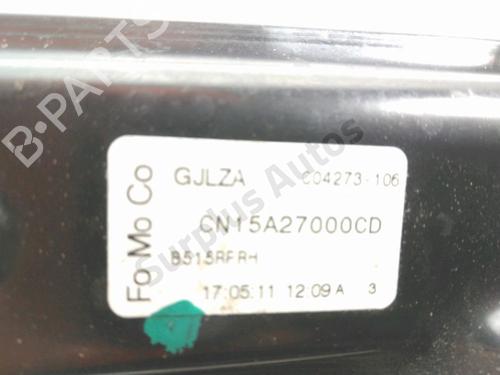 B-PARTS
Surplus Autos
Fo Mo Co
GJLZA C04273-106
CN15A27000CD
B515RFRH
17:05:11 12:09 A 3